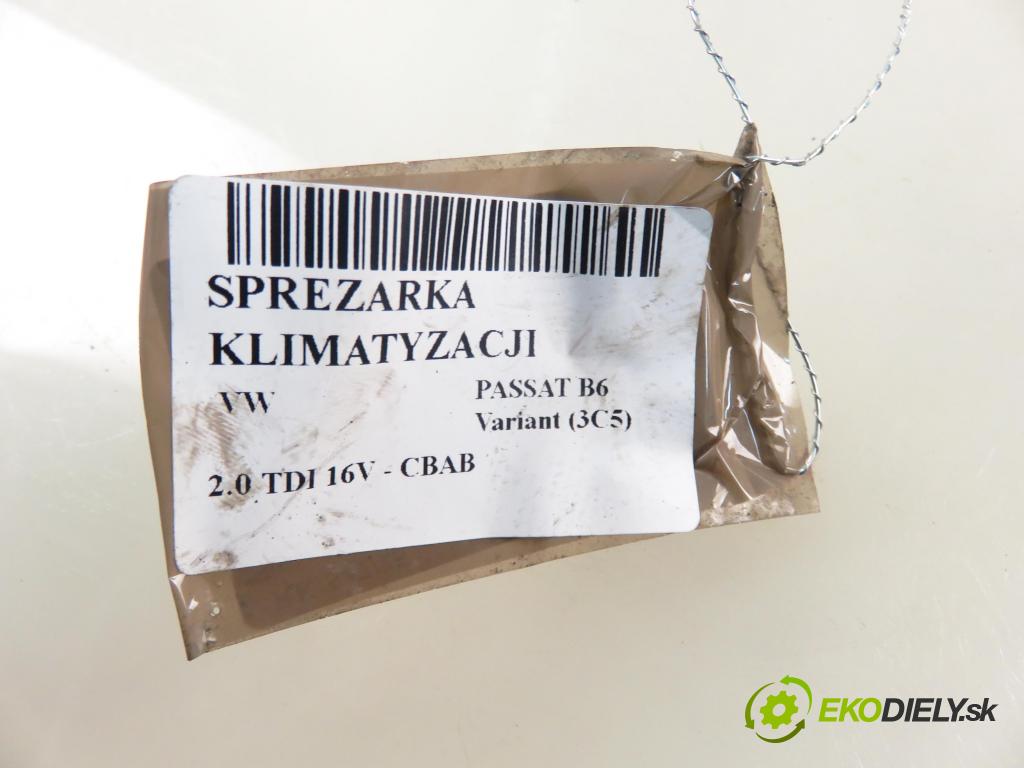 SPREZARKA
KLIMATYZACJI
VW
PASSAT B6
Variant (3C5)
2.0 TDI 16V - CBAB
EKODIELY.sk